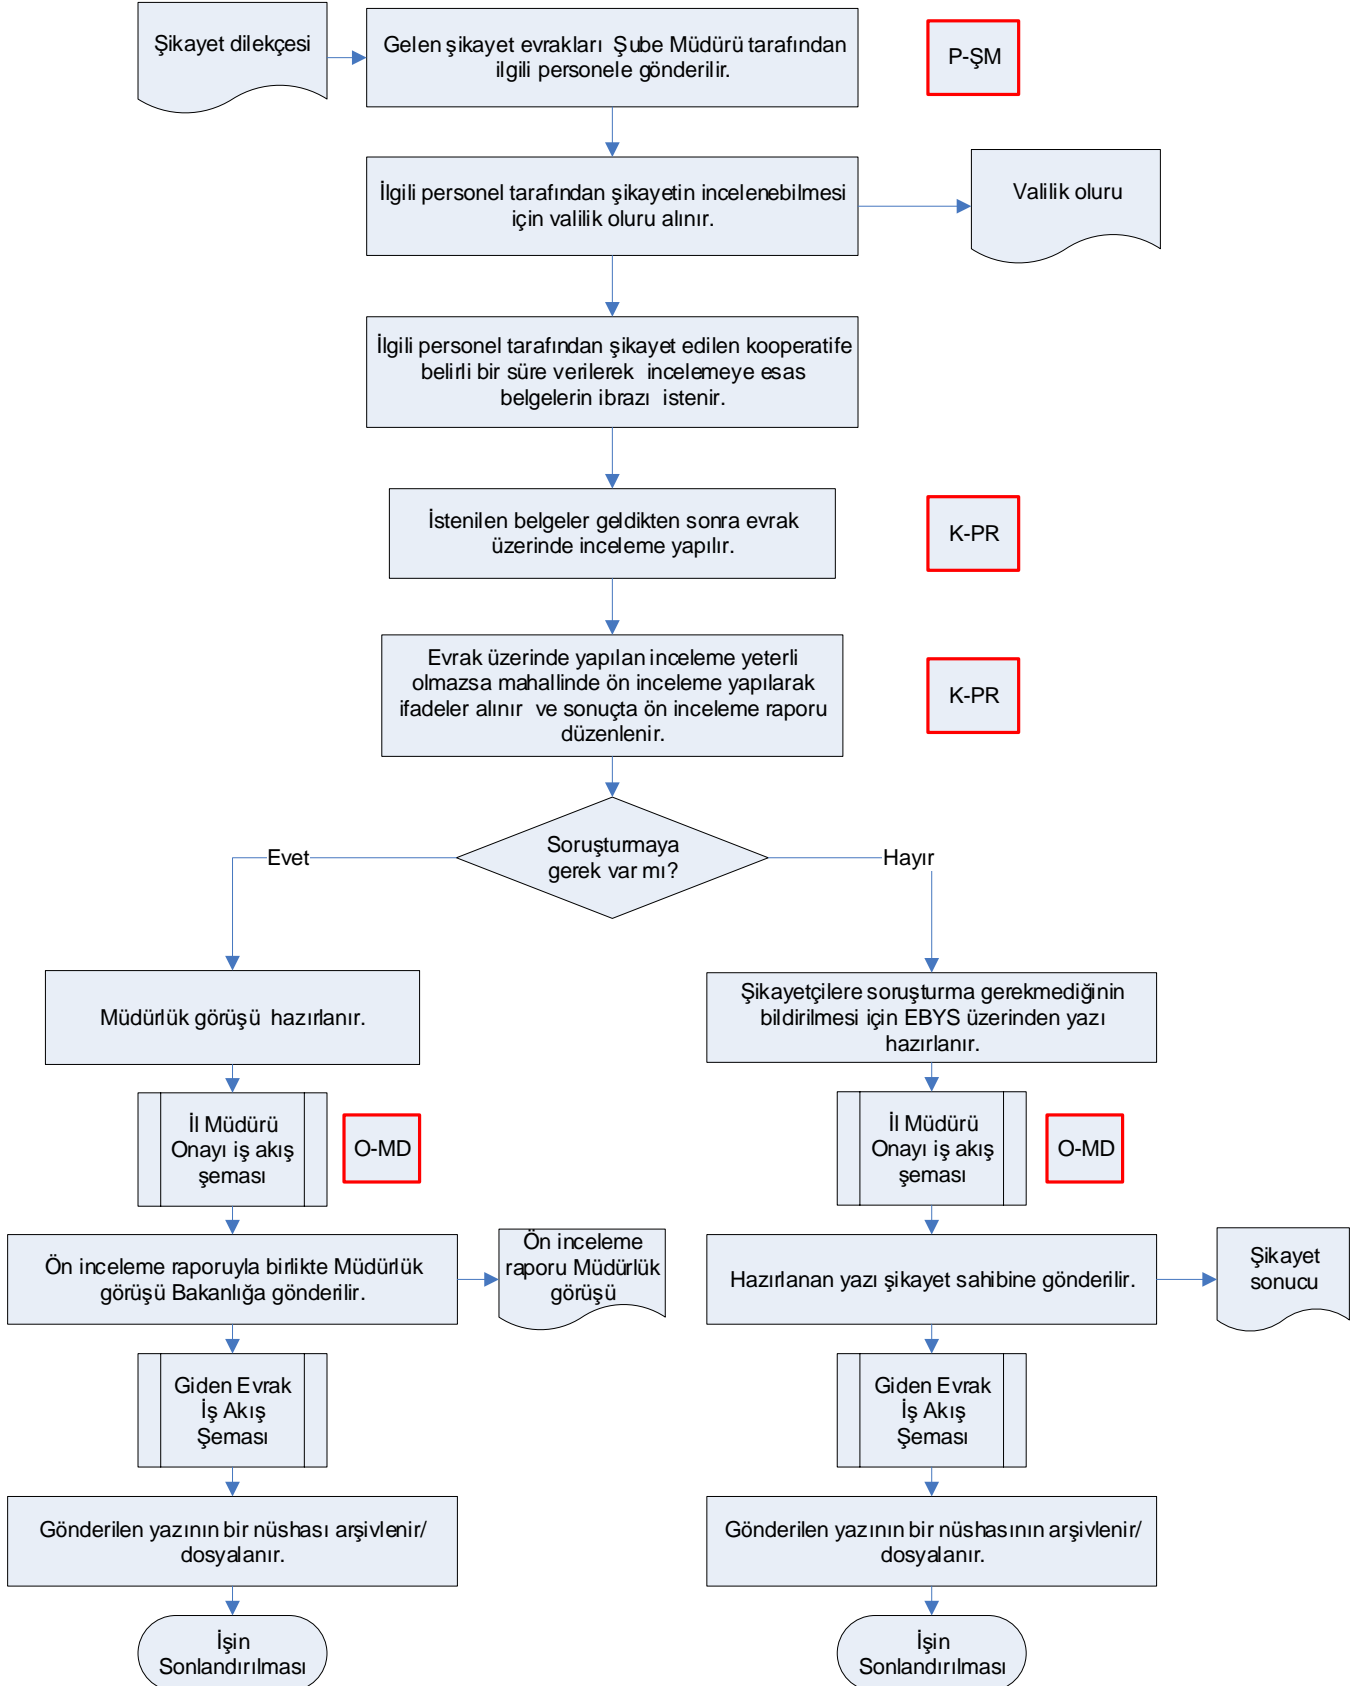 Şikayet dilekçesi
Gelen şikayet evrakları Şube Müdürü tarafından
ilgili personele gönderilir.
P-ŞM
İlgili personel tarafından şikayetin incelenebilmesi
için valilik oluru alınır.
Valilik oluru
İlgili personel tarafından şikayet edilen kooperatife
belirli bir süre verilerek incelemeye esas
belgelerin ibrazı istenir.
İstenilen belgeler geldikten sonra evrak
üzerinde inceleme yapılır.
K-PR
Evrak üzerinde yapılan inceleme yeterli
olmazsa mahallinde ön inceleme yapılarak
ifadeler alınır ve sonuçta ön inceleme raporu
düzenlenir.
K-PR
Soruşturmaya
gerek var mı?
Evet
Hayır
Müdürlük görüşü hazırlanır.
Şikayetçilere soruşturma gerekmediğinin
bildirilmesi için EBYS üzerinden yazı
hazırlanır.
İl Müdürü
Onayı iş akış
şeması
O-MD
İl Müdürü
Onayı iş akış
şeması
O-MD
Ön inceleme raporuyla birlikte Müdürlük
görüşü Bakanlığa gönderilir.
Ön inceleme
raporu Müdürlük
görüşü
Hazırlanan yazı şikayet sahibine gönderilir.
Şikayet
sonucu
Giden Evrak
İş Akış
Şeması
Giden Evrak
İş Akış
Şeması
Gönderilen yazının bir nüshası arşivlenir/
dosyalanır.
Gönderilen yazının bir nüshasının arşivlenir/
dosyalanır.
İşin
Sonlandırılması
İşin
Sonlandırılması